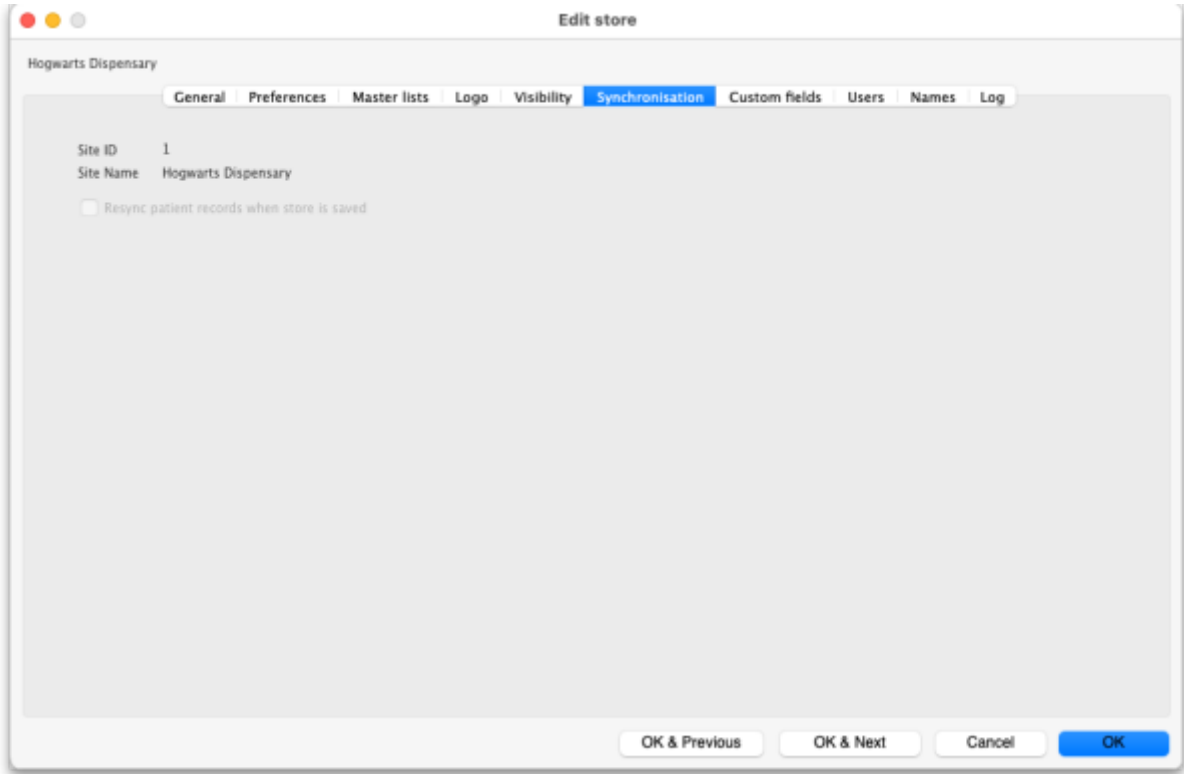 Edit store
Hogwarts Dispensary
General Preferences Master lists Logo Visibility Synchronisation Custom fields Users Names Log
Site ID 1
Site Name Hogwarts Dispensary
Resync patient records when store is saved
OK & Previous OK & Next Cancel OK